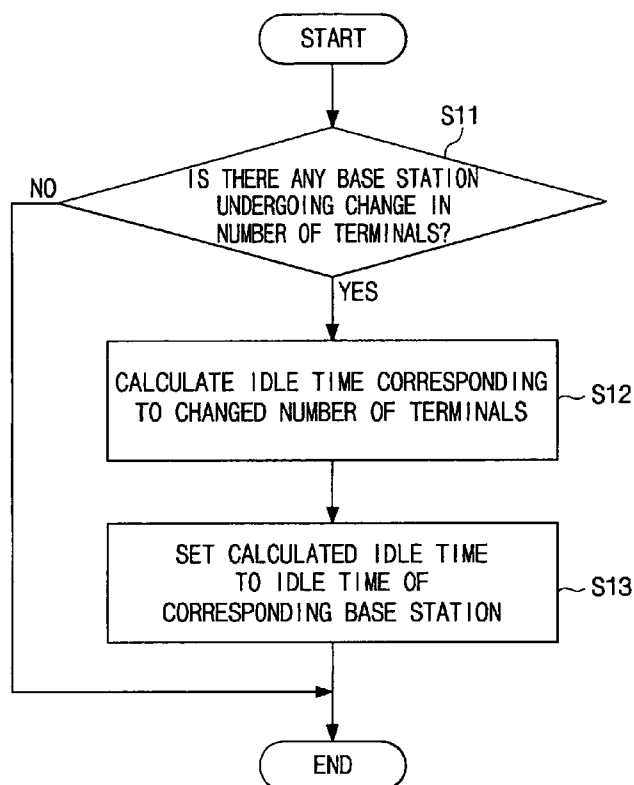 START
S11
IS THERE ANY BASE STATION
UNDERGOING CHANGE IN
NUMBER OF TERMINALS?
NO
YES
CALCULATE IDLE TIME CORRESPONDING
TO CHANGED NUMBER OF TERMINALS
S12
SET CALCULATED IDLE TIME
TO IDLE TIME OF
CORRESPONDING BASE STATION
S13
END